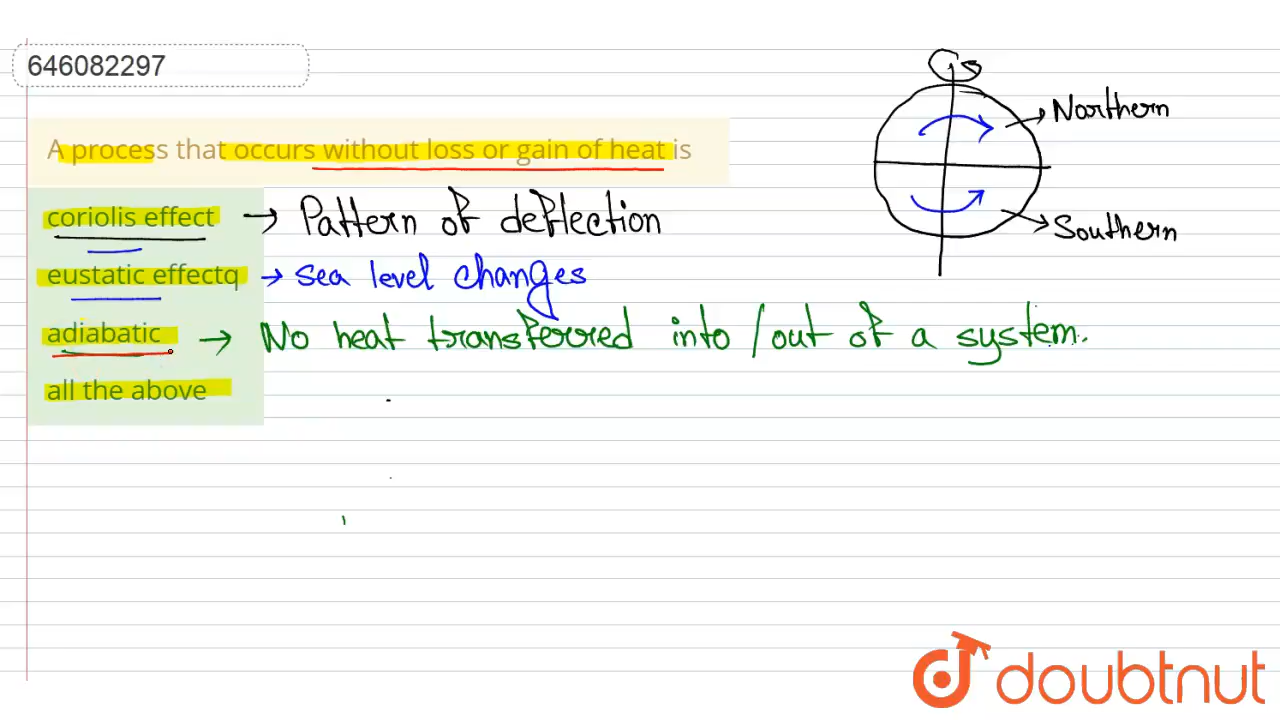 646082297
A process that occurs without loss or gain of heat is
coriolis effect → Pattern of deflection
eustatic effectq → sea level changes
adiabatic → No heat transferred into / out of a system.
all the above
Northern
Southern
doubtnut